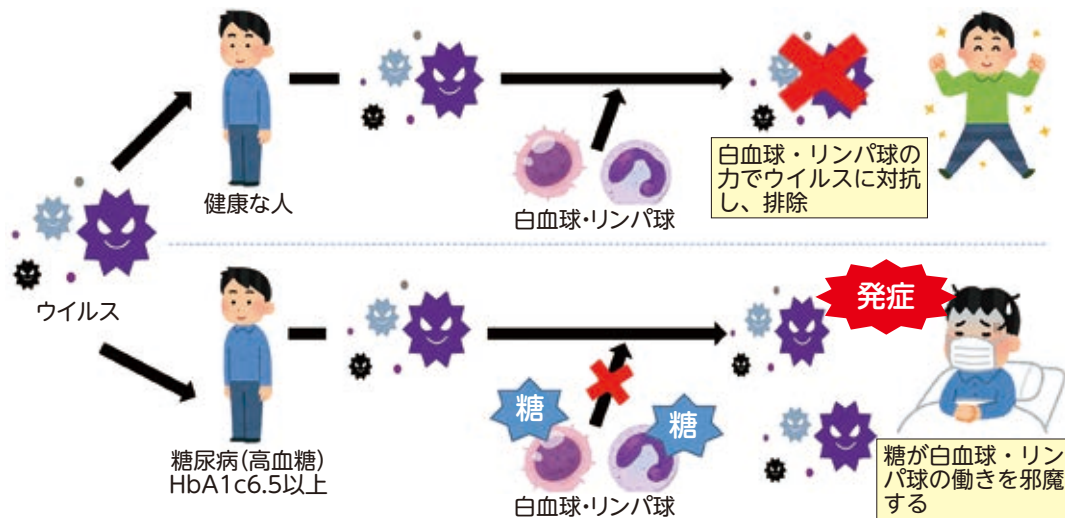 健康な人
白血球・リンパ球
白血球・リンパ球の
力でウイルスに対抗
し、排除
ウイルス
発症
糖
糖
糖尿病(高血糖)
HbA1c6.5以上
白血球・リンパ球
糖が白血球・リン
パ球の働きを邪魔
する